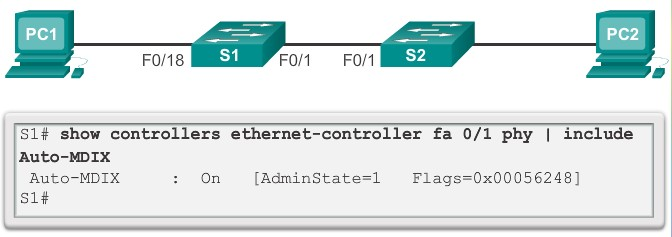 PC1
S1
S2
PC2
F0/18
F0/1
F0/1
S1# show controllers ethernet-controller fa 0/1 phy | include
Auto-MDIX
Auto-MDIX : On [AdminState=1 Flags=0x00056248]
S1#